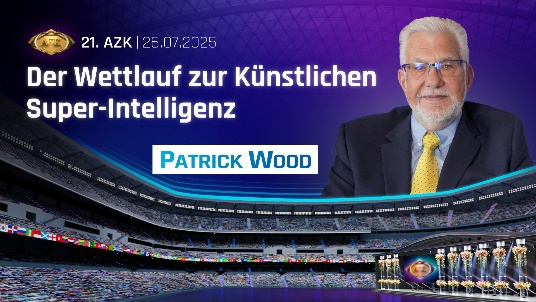 21. AZK | 25.07.2025
Der Wettlauf zur Künstlichen
Super-Intelligenz
PATRICK WOOD